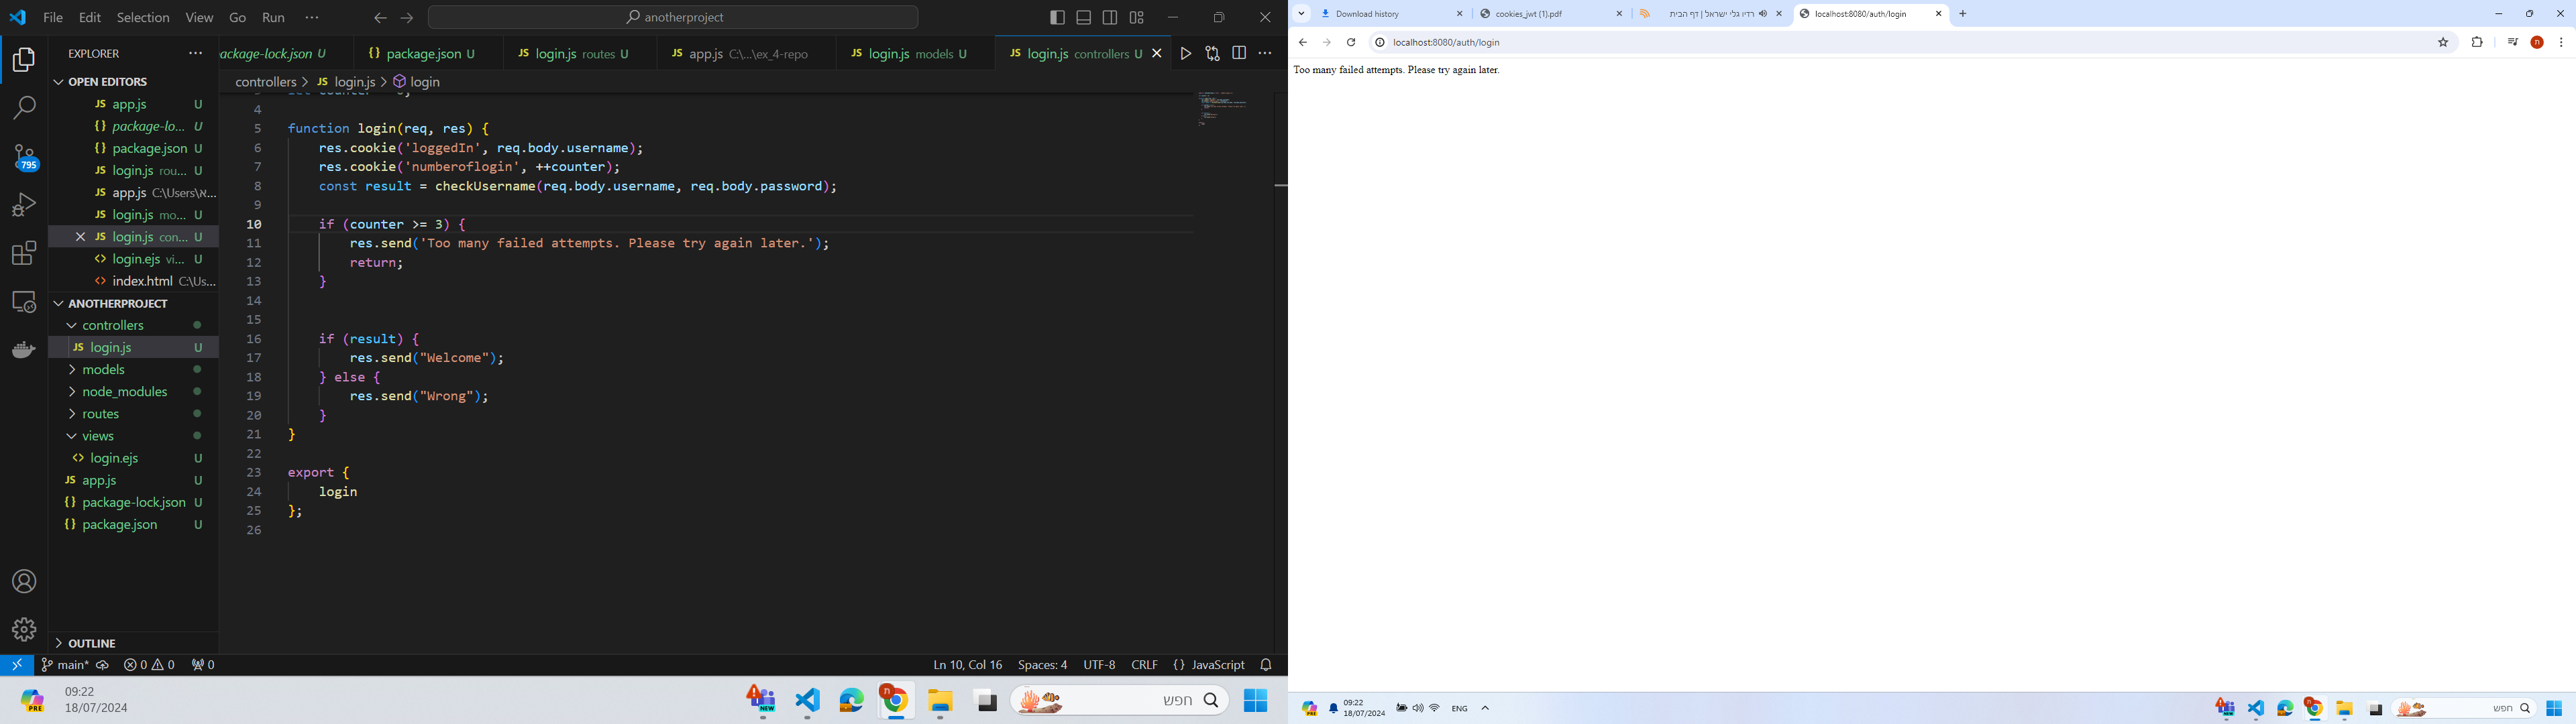 File Edit Selection View Go Run ··· anotherproject
EXPLORER ···
OPEN EDITORS
JS app.js U
{} package-lo... U
{} package.json U
JS login.js rou... U
JS app.js C:\Users\א...
JS login.js mo... U
JS login.js con... U
<> login.ejs vi... U
<> index.html C:\Us...
ANOTHERPROJECT
controllers
JS login.js U
models
node_modules
routes
views
<> login.ejs U
JS app.js U
{} package-lock.json U
{} package.json U
OUTLINE
795
ackage-lock.json U {} package.json U JS login.js routes U JS app.js C:\...\ex_4-repo JS login.js models U JS login.js controllers U
controllers > JS login.js > login
4
5 function login(req, res) {
6 res.cookie('loggedIn', req.body.username);
7 res.cookie('numberoflogin', ++counter);
8 const result = checkUsername(req.body.username, req.body.password);
9
10 if (counter >= 3) {
11 res.send('Too many failed attempts. Please try again later.');
12 return;
13 }
14
15
16 if (result) {
17 res.send("Welcome");
18 } else {
19 res.send("Wrong");
20 }
21 }
22
23 export {
24 login
25 };
26
main* 0 0 0 Ln 10, Col 16 Spaces: 4 UTF-8 CRLF {} JavaScript
PRE 09:22
18/07/2024
NEW ת חפש
Download history cookies_jwt (1).pdf רדיו גלי ישראל | דף הבית localhost:8080/auth/login
localhost:8080/auth/login ת
Too many failed attempts. Please try again later.
PRE 09:22
18/07/2024
ENG
NEW ת חפש